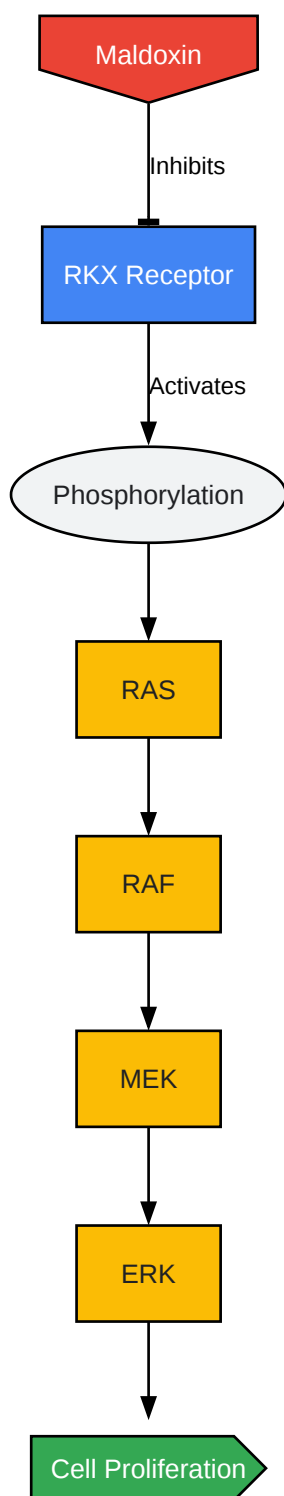 Maldoxin
Inhibits
RKX Receptor
Activates
Phosphorylation
RAS
RAF
MEK
ERK
Cell Proliferation